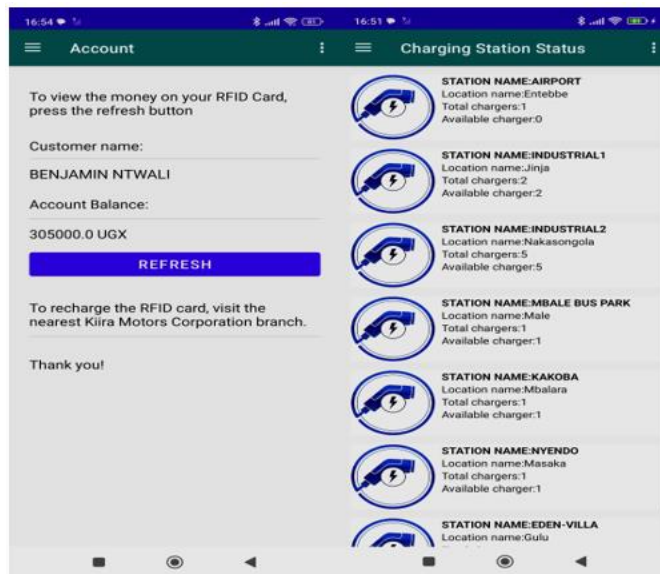 16:54
Account
To view the money on your RFID Card,
press the refresh button
Customer name:
BENJAMIN NTWALI
Account Balance:
305000.0 UGX
REFRESH
To recharge the RFID card, visit the
nearest Kiira Motors Corporation branch.
Thank you!
16:51
Charging Station Status
STATION NAME:AIRPORT
Location name:Entebbe
Total chargers:1
Available charger:0
STATION NAME:INDUSTRIAL1
Location name:Jinja
Total chargers:2
Available charger:2
STATION NAME:INDUSTRIAL2
Location name:Nakasongola
Total chargers:5
Available charger:5
STATION NAME:MBALE BUS PARK
Location name:Male
Total chargers:1
Available charger:1
STATION NAME:KAKOBA
Location name:Mbalara
Total chargers:1
Available charger:1
STATION NAME:NYENDO
Location name:Masaka
Total chargers:1
Available charger:1
STATION NAME:EDEN-VILLA
Location name:Gulu